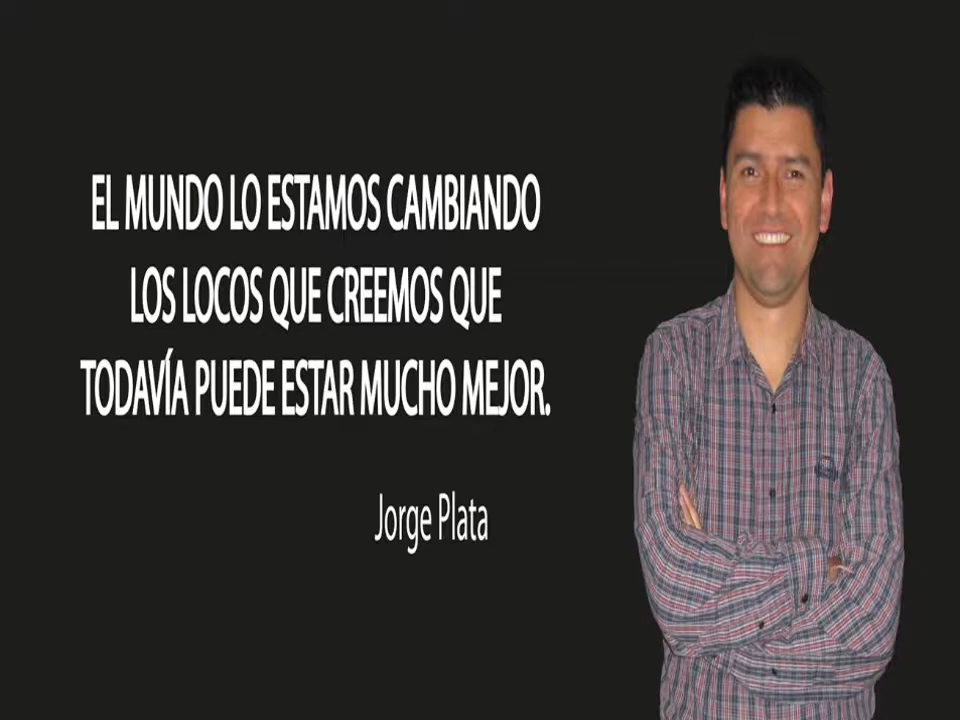 EL MUNDO LO ESTAMOS CAMBIANDO
LOS LOCOS QUE CREEMOS QUE
TODAVÍA PUEDE ESTAR MUCHO MEJOR.
Jorge Plata